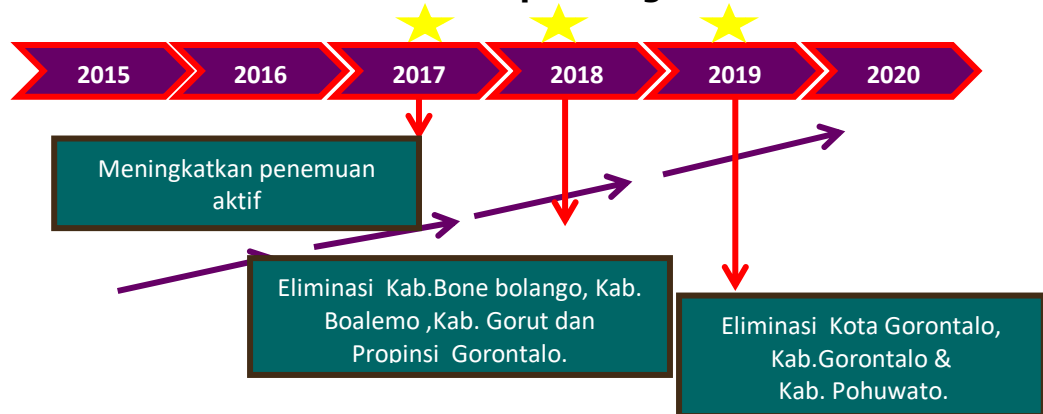 2015 2016 2017 2018 2019 2020
Meningkatkan penemuan
aktif
Eliminasi Kab.Bone bolango, Kab.
Boalemo ,Kab. Gorut dan
Propinsi Gorontalo.
Eliminasi Kota Gorontalo,
Kab.Gorontalo &
Kab. Pohuwato.